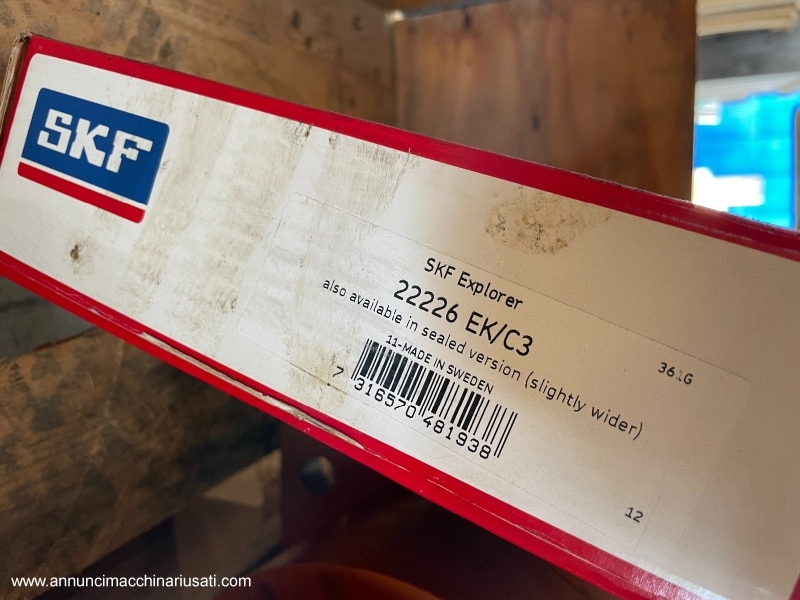 SKF
SKF Explorer
22226 EK/C3
also available in sealed version (slightly wider)
11-MADE IN SWEDEN
361G
7 316570 481938
12
www.annuncimacchinariusati.com